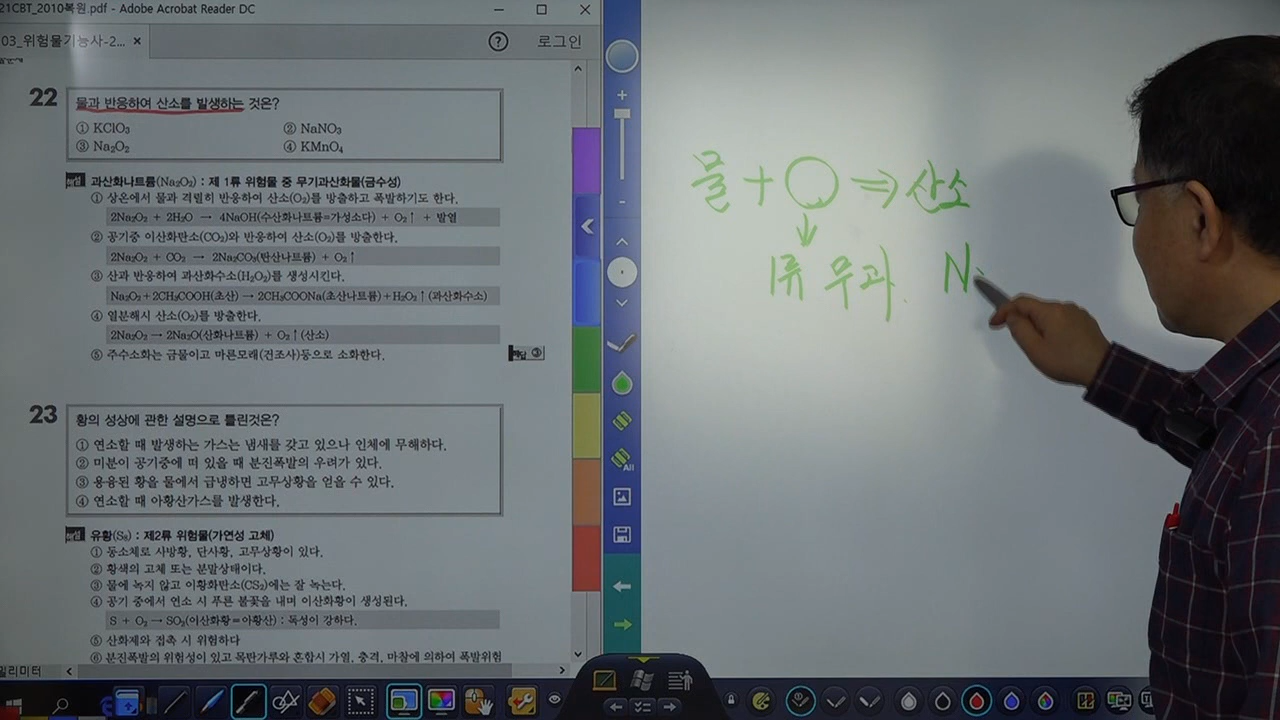 21CBT_2010복원.pdf - Adobe Acrobat Reader DC
03_위험물기능사-2... ×
로그인
22 물과 반응하여 산소를 발생하는 것은?
① KClO₃ ② NaNO₃
③ Na₂O₂ ④ KMnO₄
해설 과산화나트륨(Na₂O₂) : 제 1류 위험물 중 무기과산화물(금수성)
① 상온에서 물과 격렬히 반응하여 산소(O₂)를 방출하고 폭발하기도 한다.
2Na₂O₂ + 2H₂O → 4NaOH(수산화나트륨=가성소다) + O₂↑ + 발열
② 공기중 이산화탄소(CO₂)와 반응하여 산소(O₂)를 방출한다.
2Na₂O₂ + CO₂ → 2Na₂CO₃(탄산나트륨) + O₂↑
③ 산과 반응하여 과산화수소(H₂O₂)를 생성시킨다.
Na₂O₂+2CH₃COOH(초산) → 2CH₃COONa(초산나트륨)+H₂O₂↑(과산화수소)
④ 열분해시 산소(O₂)를 방출한다.
2Na₂O₂ → 2Na₂O(산화나트륨) + O₂↑(산소)
⑤ 주수소화는 금물이고 마른모래(건조사)등으로 소화한다.
해답 ③
23 황의 성상에 관한 설명으로 틀린것은?
① 연소할 때 발생하는 가스는 냄새를 갖고 있으나 인체에 무해하다.
② 미분이 공기중에 떠 있을 때 분진폭발의 우려가 있다.
③ 용융된 황을 물에서 급냉하면 고무상황을 얻을 수 있다.
④ 연소할 때 아황산가스를 발생한다.
해설 유황(S₈) : 제2류 위험물(가연성 고체)
① 동소체로 사방황, 단사황, 고무상황이 있다.
② 황색의 고체 또는 분말상태이다.
③ 물에 녹지 않고 이황화탄소(CS₂)에는 잘 녹는다.
④ 공기 중에서 연소 시 푸른 불꽃을 내며 이산화황이 생성된다.
S + O₂ → SO₂(이산화황=아황산) : 독성이 강하다.
⑤ 산화제와 접촉 시 위험하다
⑥ 분진폭발의 위험성이 있고 목탄가루와 혼합시 가열, 충격, 마찰에 의하여 폭발위험
밀리미터
All
물 + ○ ⇒ 산소
↓
1류 무과. N